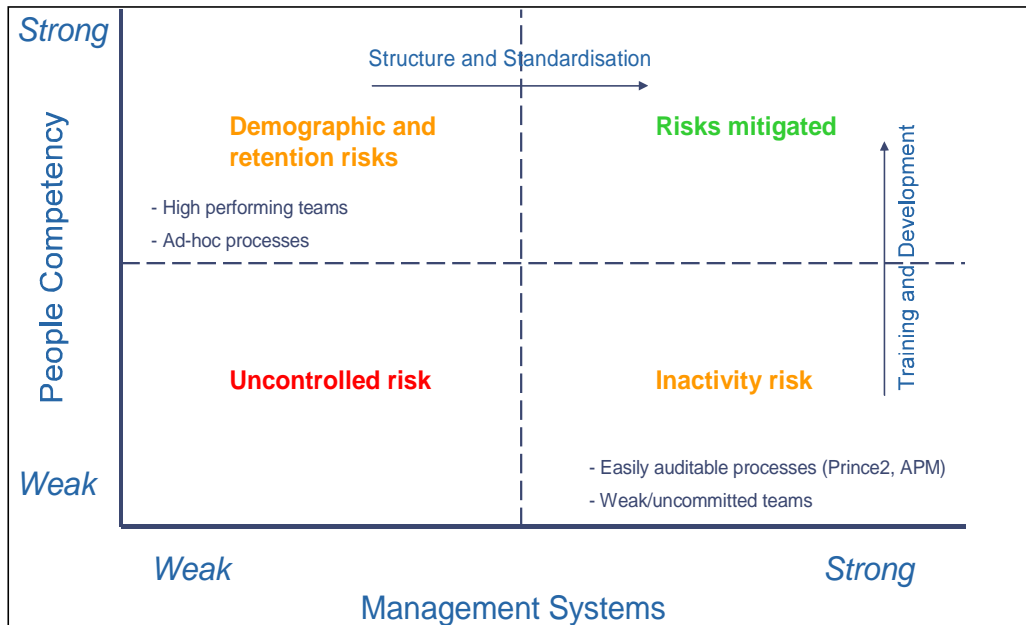 Strong
Structure and Standardisation
Demographic and
retention risks
Risks mitigated
- High performing teams
- Ad-hoc processes
People Competency
Training and Development
Uncontrolled risk
Inactivity risk
- Easily auditable processes (Prince2, APM)
- Weak/uncommitted teams
Weak
Weak
Strong
Management Systems